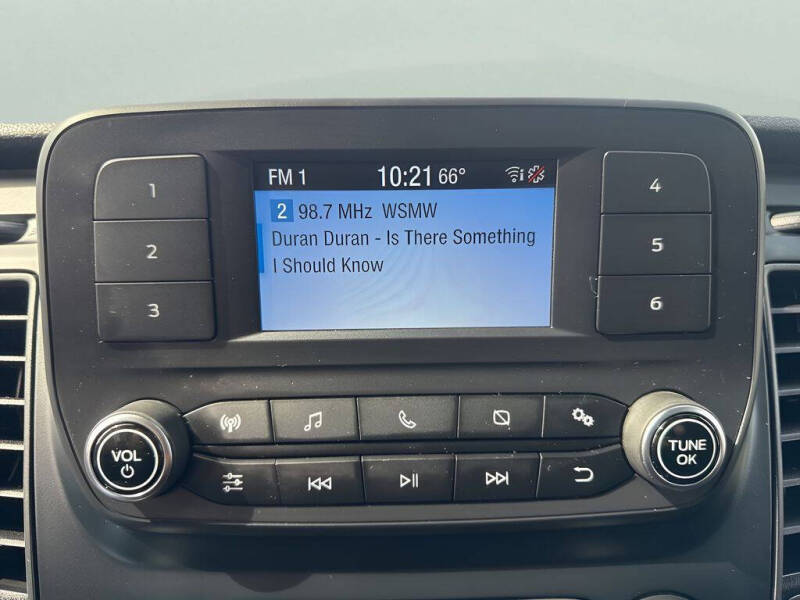 FM 1 10:21 66°
2 98.7 MHz WSMW
Duran Duran - Is There Something
I Should Know
1
2
3
4
5
6
VOL
TUNE
OK